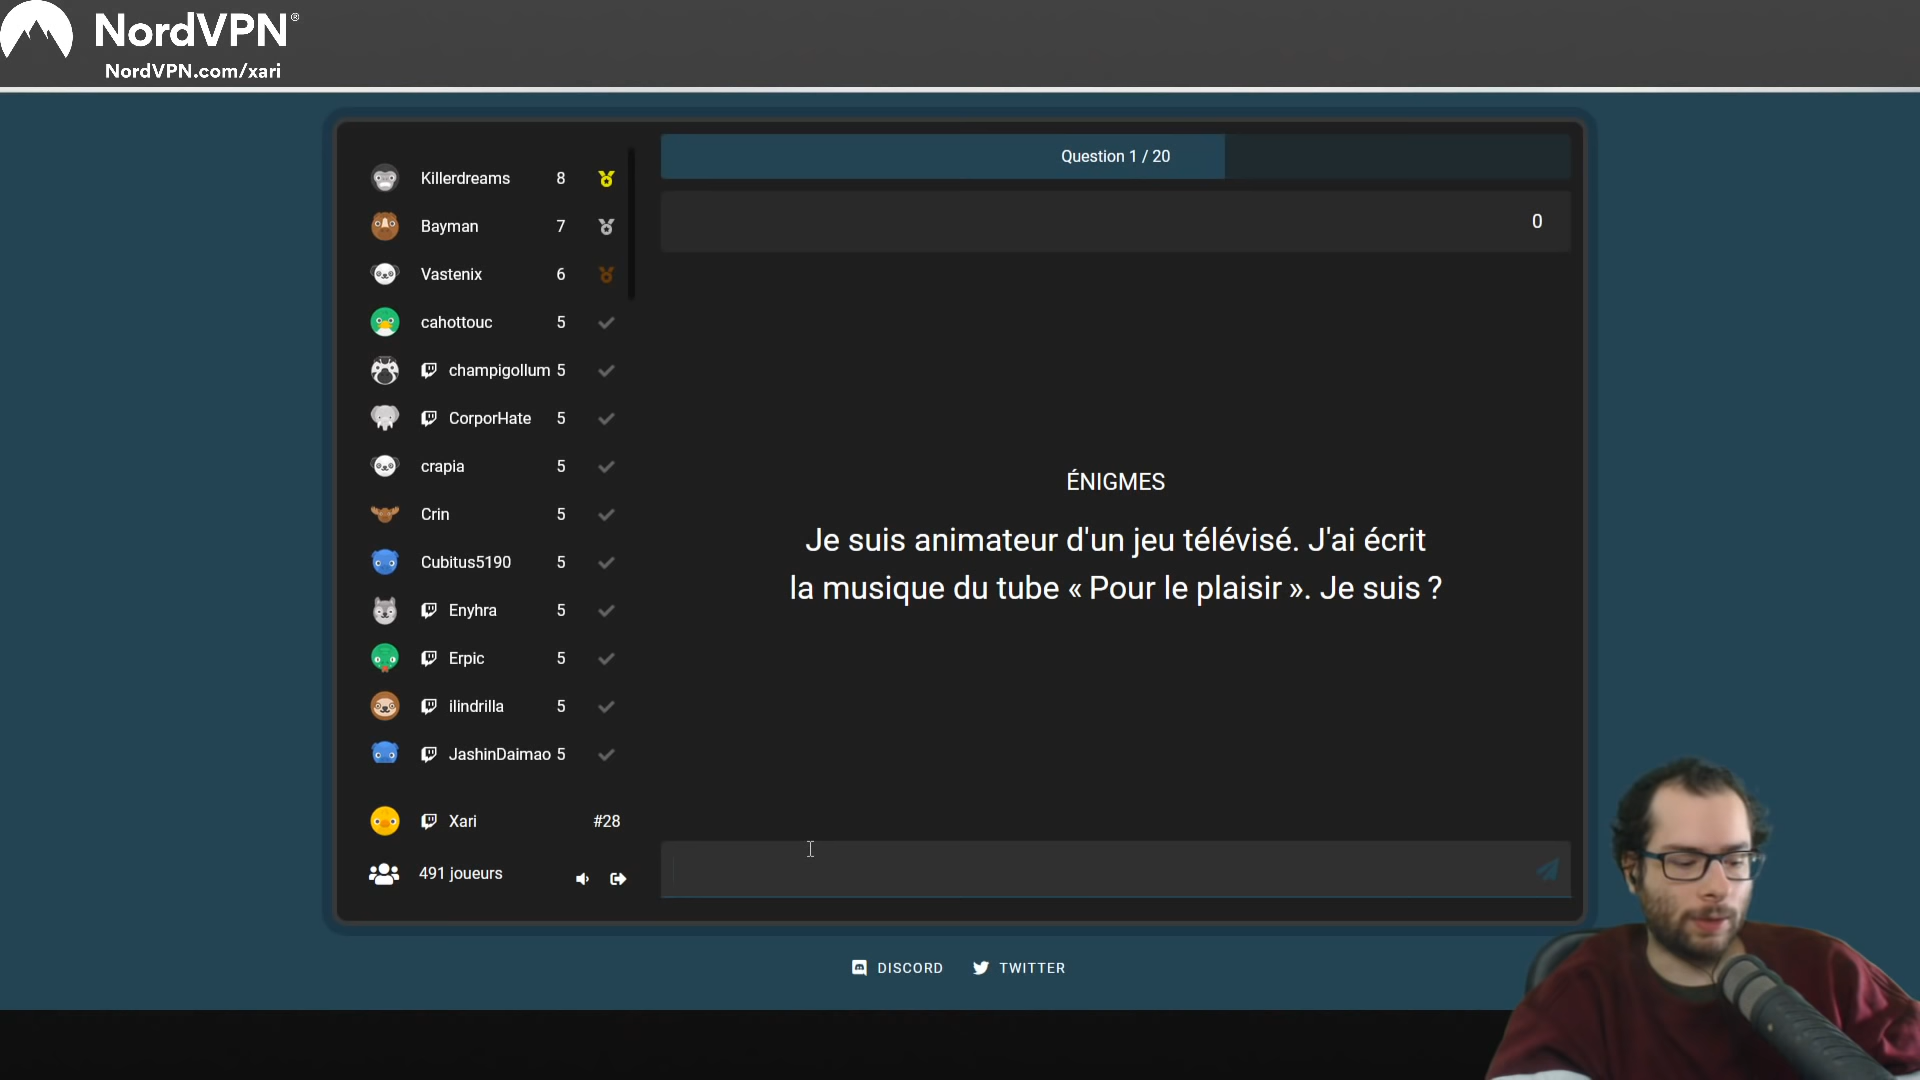 NordVPN®
NordVPN.com/xari
Killerdreams 8
Bayman 7
Vastenix 6
cahottouc 5
champigollum 5
CorporHate 5
crapia 5
Crin 5
Cubitus5190 5
Enyhra 5
Erpic 5
ilindrilla 5
JashinDaimao 5
Xari #28
491 joueurs
Question 1 / 20
0
ÉNIGMES
Je suis animateur d'un jeu télévisé. J'ai écrit
la musique du tube « Pour le plaisir ». Je suis ?
DISCORD
TWITTER